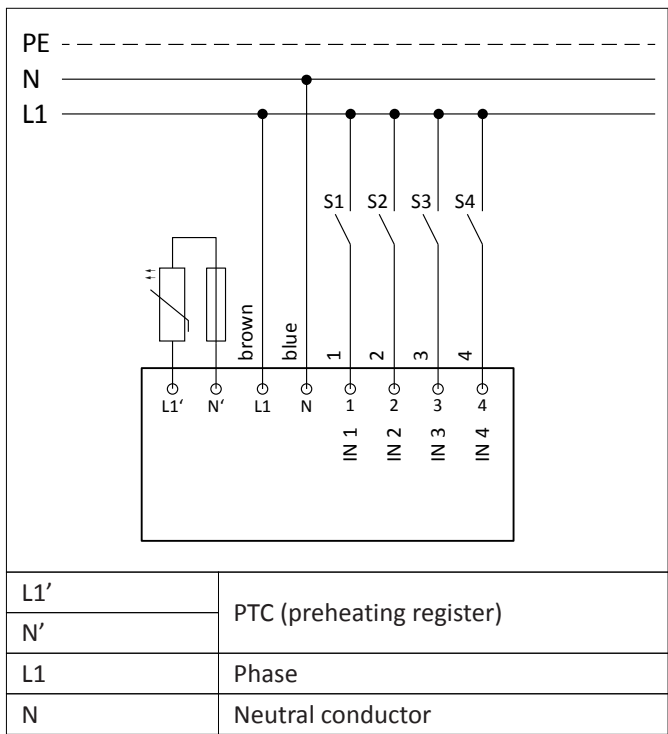 PE
N
L1
S1 S2 S3 S4
brown blue 1 2 3 4
L1‘ N‘ L1 N 1 2 3 4
IN 1 IN 2 IN 3 IN 4
L1’ PTC (preheating register)
N’
L1 Phase
N Neutral conductor